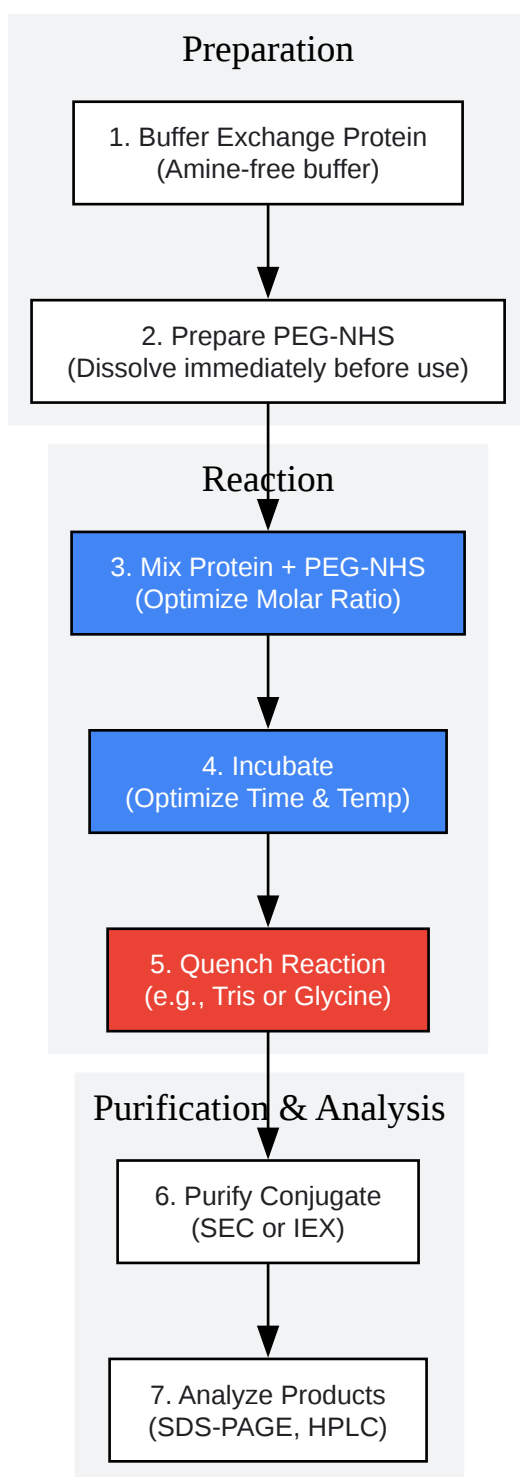 Preparation
1. Buffer Exchange Protein
(Amine-free buffer)
2. Prepare PEG-NHS
(Dissolve immediately before use)
Reaction
3. Mix Protein + PEG-NHS
(Optimize Molar Ratio)
4. Incubate
(Optimize Time & Temp)
5. Quench Reaction
(e.g., Tris or Glycine)
Purification & Analysis
6. Purify Conjugate
(SEC or IEX)
7. Analyze Products
(SDS-PAGE, HPLC)